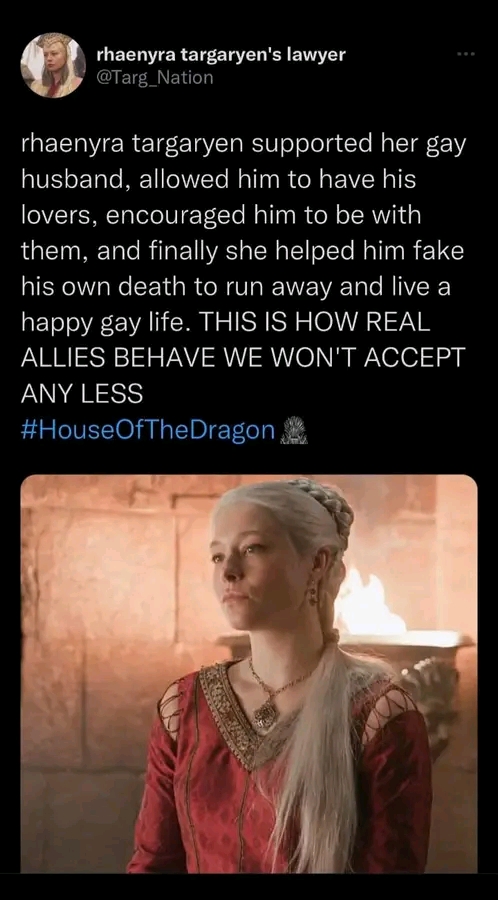 rhaenyra targaryen's lawyer
@Targ_Nation
rhaenyra targaryen supported her gay
husband, allowed him to have his
lovers, encouraged him to be with
them, and finally she helped him fake
his own death to run away and live a
happy gay life. THIS IS HOW REAL
ALLIES BEHAVE WE WON'T ACCEPT
ANY LESS
#HouseOfTheDragon